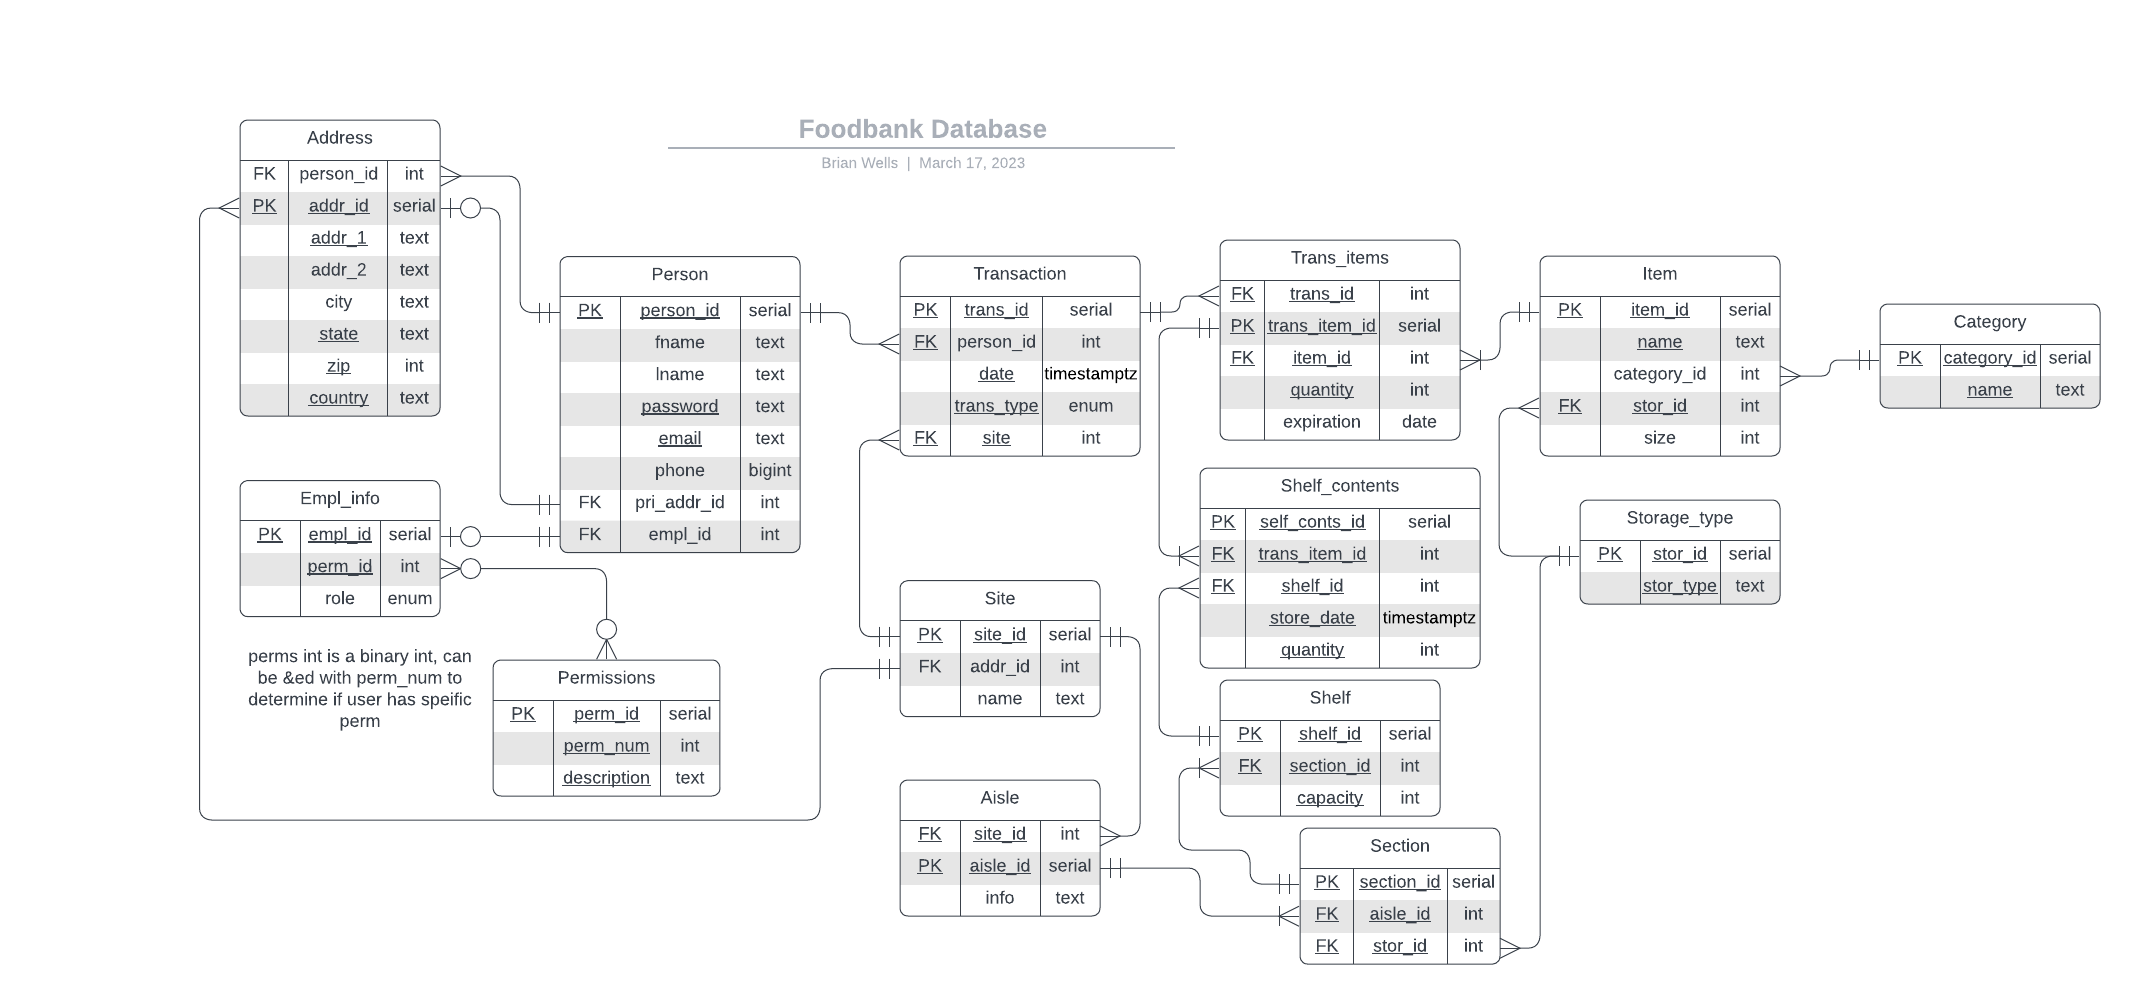 Foodbank Database
Brian Wells | March 17, 2023
Address
FK person_id int
PK addr_id serial
addr_1 text
addr_2 text
city text
state text
zip int
country text
Person
PK person_id serial
fname text
lname text
password text
email text
phone bigint
FK pri_addr_id int
FK empl_id int
Transaction
PK trans_id serial
FK person_id int
date timestamptz
trans_type enum
FK site int
Trans_items
FK trans_id int
PK trans_item_id serial
FK item_id int
quantity int
expiration date
Item
PK item_id serial
name text
category_id int
FK stor_id int
size int
Category
PK category_id serial
name text
Empl_info
PK empl_id serial
perm_id int
role enum
perms int is a binary int, can
be &ed with perm_num to
determine if user has speific
perm
Permissions
PK perm_id serial
perm_num int
description text
Site
PK site_id serial
FK addr_id int
name text
Shelf_contents
PK self_conts_id serial
FK trans_item_id int
FK shelf_id int
store_date timestamptz
quantity int
Storage_type
PK stor_id serial
stor_type text
Shelf
PK shelf_id serial
FK section_id int
capacity int
Aisle
FK site_id int
PK aisle_id serial
info text
Section
PK section_id serial
FK aisle_id int
FK stor_id int